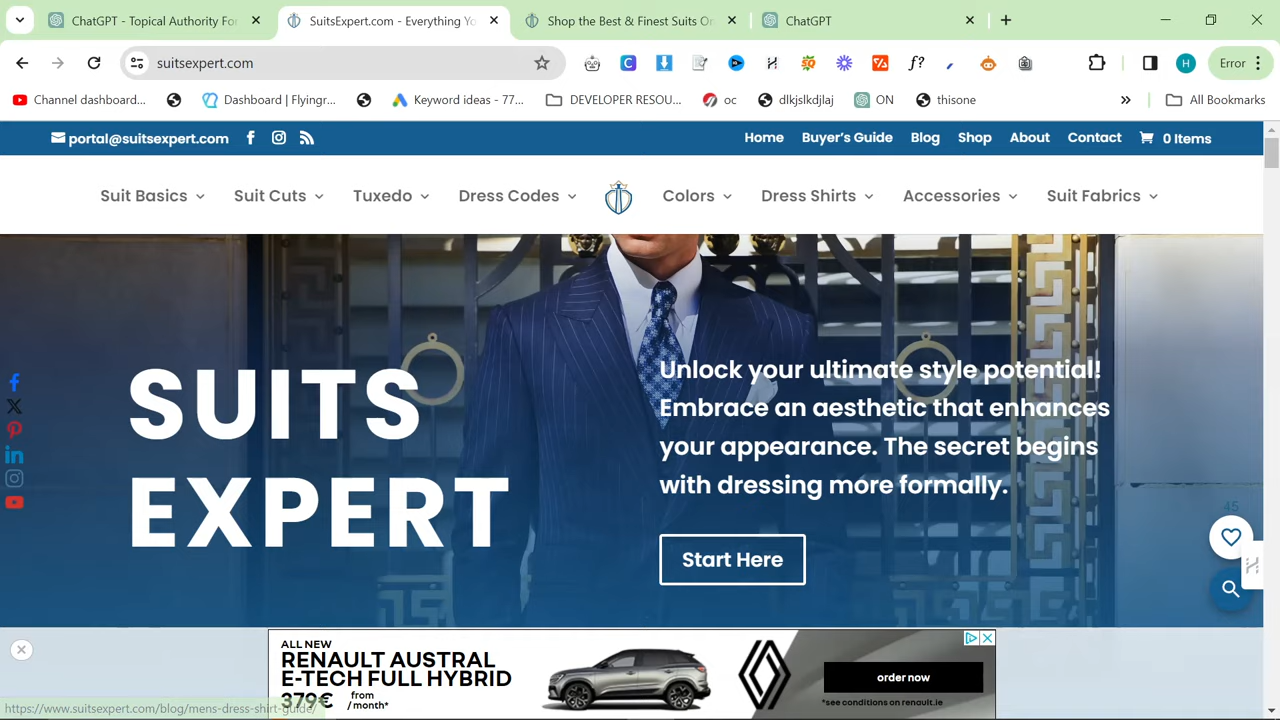 ChatGPT - Topical Authority For
SuitsExpert.com - Everything Yo
Shop the Best & Finest Suits On
ChatGPT
suitsexpert.com
Error
Channel dashboard...
Dashboard | Flyingr...
Keyword ideas - 77...
DEVELOPER RESOU...
oc
dlkjslkdjlaj
ON
thisone
All Bookmarks
portal@suitsexpert.com
Home
Buyer's Guide
Blog
Shop
About
Contact
0 Items
Suit Basics
Suit Cuts
Tuxedo
Dress Codes
Colors
Dress Shirts
Accessories
Suit Fabrics
SUITS
EXPERT
Unlock your ultimate style potential!
Embrace an aesthetic that enhances
your appearance. The secret begins
with dressing more formally.
Start Here
45
ALL NEW
RENAULT AUSTRAL
E-TECH FULL HYBRID
379€ from /month*
order now
*see conditions on renault.ie
https://www.suitsexpert.com/blog/mens-dress-shirt-guide/